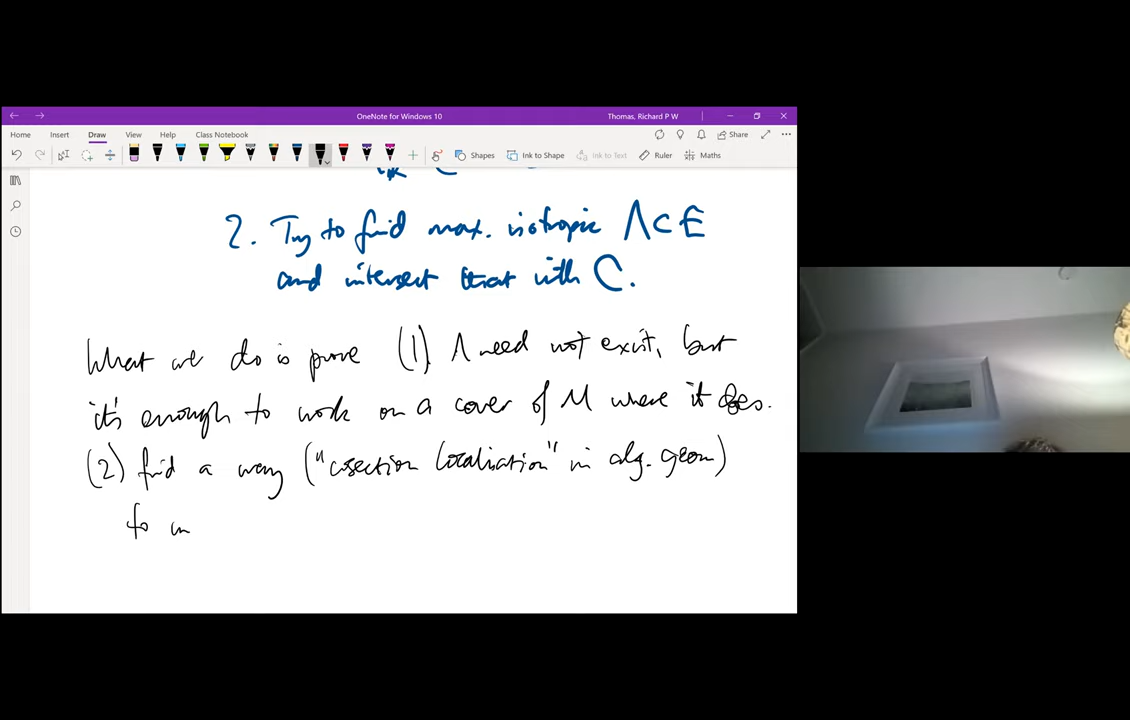 OneNote for Windows 10
Thomas, Richard P W
Home Insert Draw View Help Class Notebook
Share
Shapes Ink to Shape Ink to Text Ruler Maths
2. Try to find max. isotropic Λ ⊂ E
and intersect that with C.
What we do is prove (1). Λ need not exist, but
it's enough to work on a cover of M where it does.
(2) find a way ("cosection localisation" in alg. geom)
to in